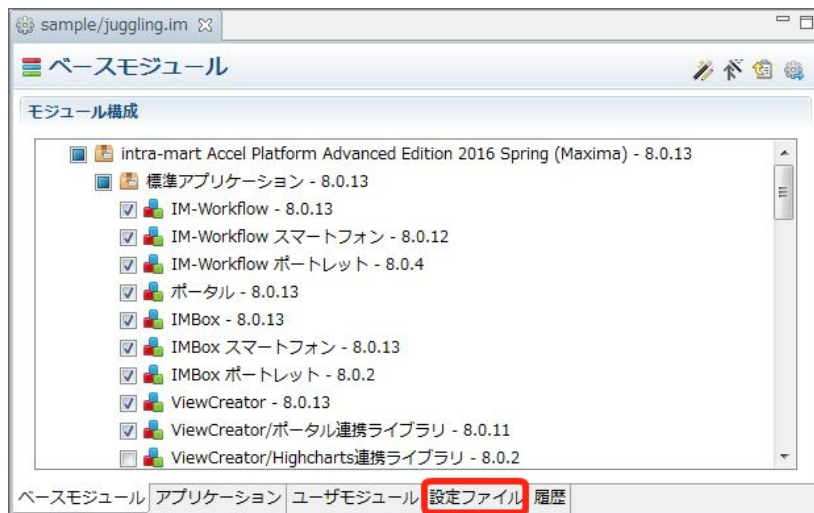 sample/juggling.im
ベースモジュール
モジュール構成
intra-mart Accel Platform Advanced Edition 2016 Spring (Maxima) - 8.0.13
標準アプリケーション - 8.0.13
IM-Workflow - 8.0.13
IM-Workflow スマートフォン - 8.0.12
IM-Workflow ポートレット - 8.0.4
ポータル - 8.0.13
IMBox - 8.0.13
IMBox スマートフォン - 8.0.13
IMBox ポートレット - 8.0.2
ViewCreator - 8.0.13
ViewCreator/ポータル連携ライブラリ - 8.0.11
ViewCreator/Highcharts連携ライブラリ - 8.0.2
ベースモジュール アプリケーション ユーザモジュール 設定ファイル 履歴